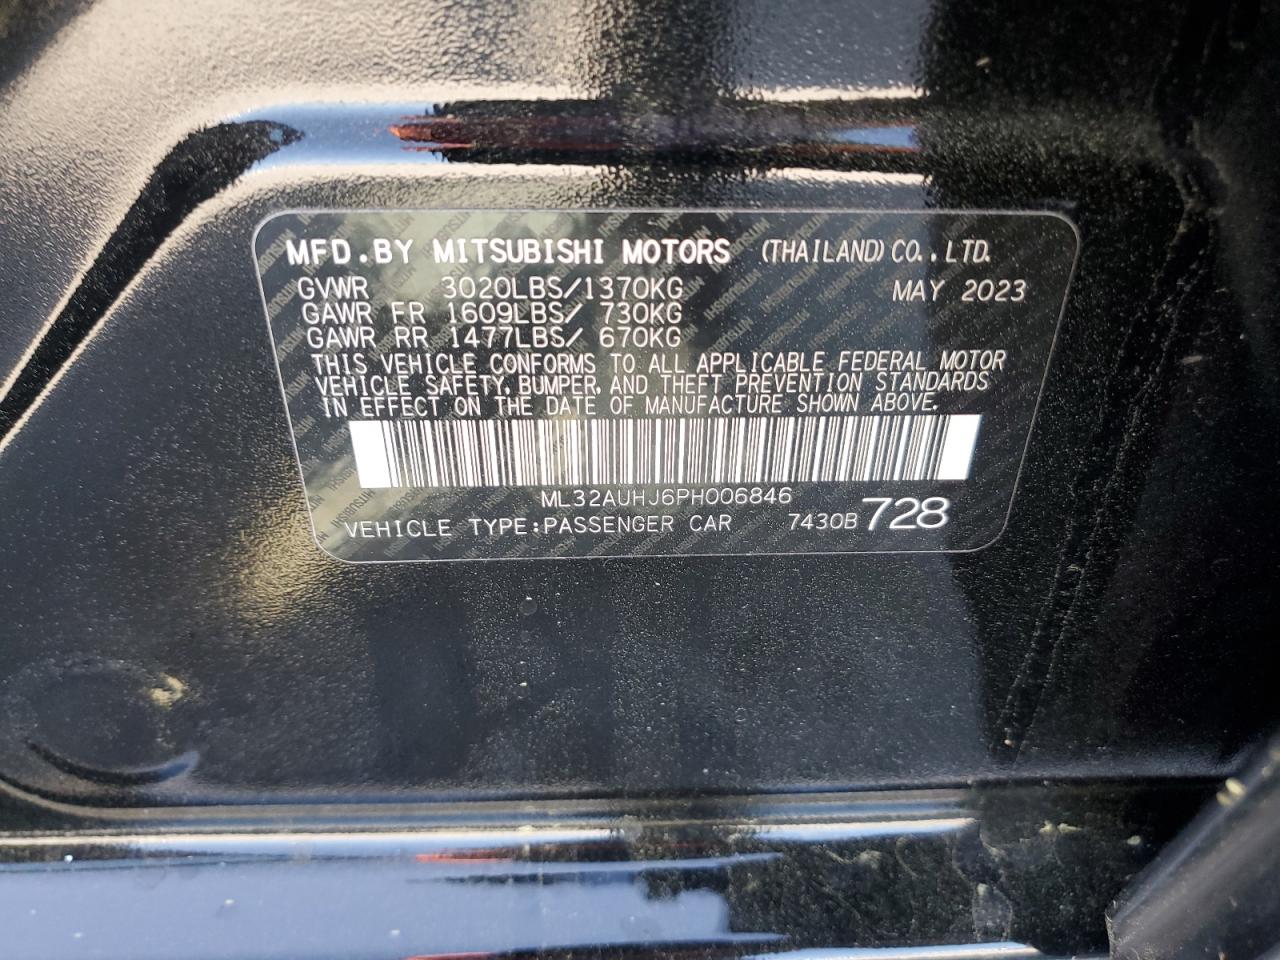 MFD.BY MITSUBISHI MOTORS (THAILAND) CO., LTD.
GVWR 3020LBS/1370KG MAY 2023
GAWR FR 1609LBS/ 730KG
GAWR RR 1477LBS/ 670KG
THIS VEHICLE CONFORMS TO ALL APPLICABLE FEDERAL MOTOR
VEHICLE SAFETY, BUMPER, AND THEFT PREVENTION STANDARDS
IN EFFECT ON THE DATE OF MANUFACTURE SHOWN ABOVE.
ML32AUHJ6PH006846
VEHICLE TYPE:PASSENGER CAR 7430B 728